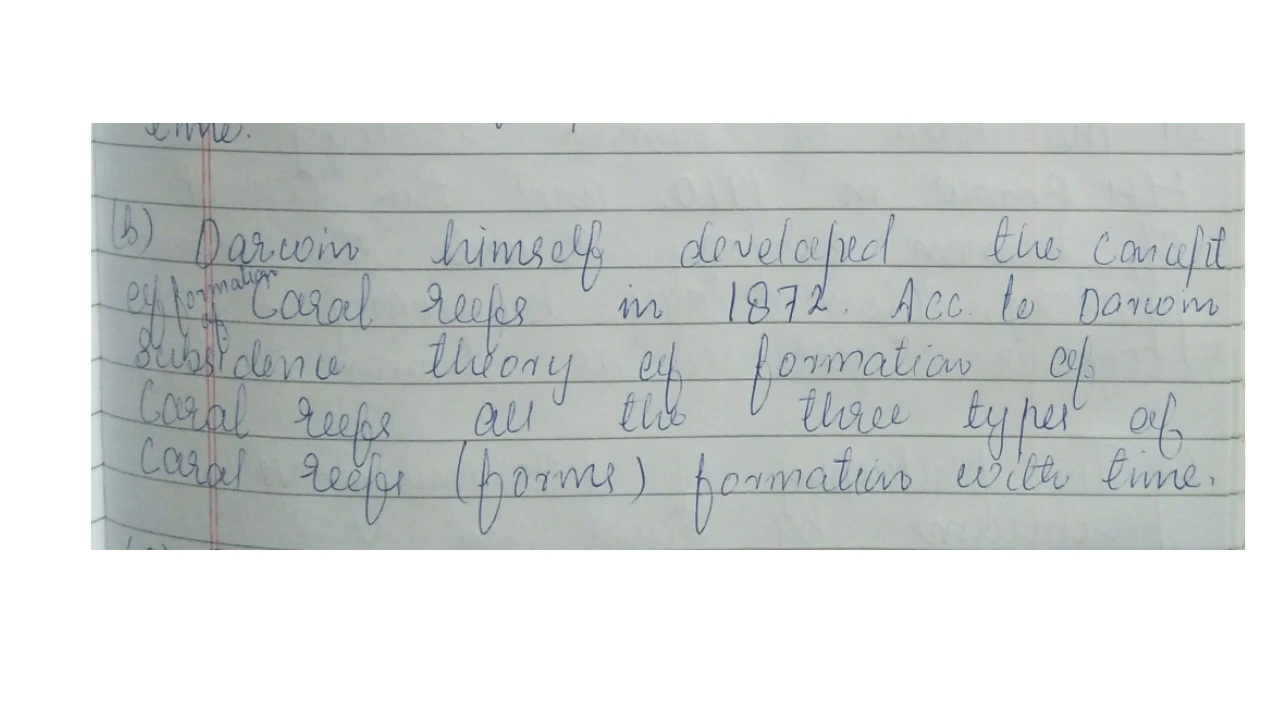 time.
(b) Darwin himself developed the concept
of formation of Coral reefs in 1872. Acc. to Darwin
Subsidence theory of formation of
Coral reefs all the three types of
Coral reefs (forms) formation with time.